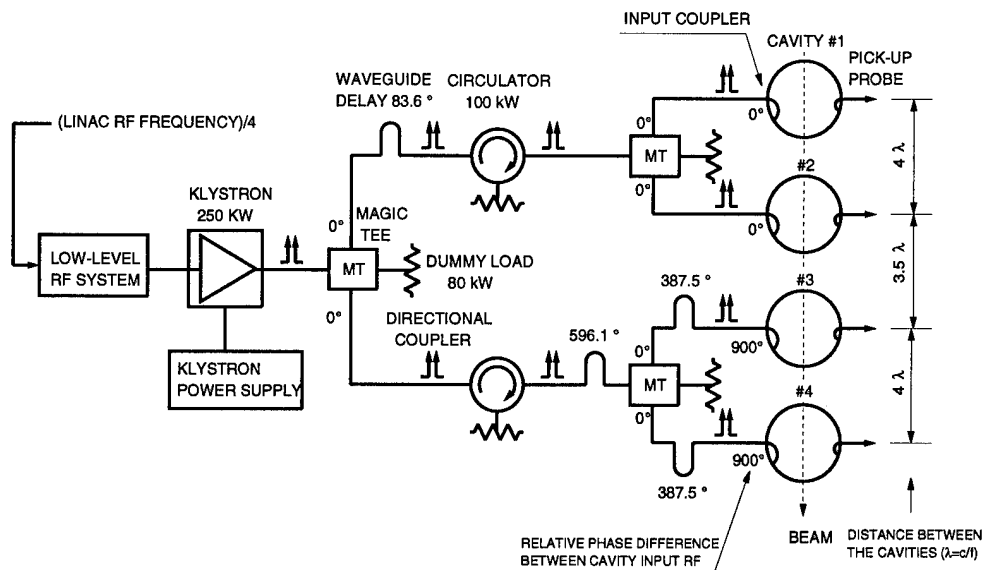 INPUT COUPLER
CAVITY #1
PICK-UP
PROBE
WAVEGUIDE
DELAY 83.6 °
CIRCULATOR
100 kW
(LINAC RF FREQUENCY)/4
0°
0°
MT
4 λ
KLYSTRON
250 KW
0°
MAGIC
TEE
0°
#2
0°
LOW-LEVEL
RF SYSTEM
MT
DUMMY LOAD
80 kW
3.5 λ
387.5 °
#3
0°
DIRECTIONAL
COUPLER
596.1 °
0°
900°
KLYSTRON
POWER SUPPLY
MT
4 λ
0°
#4
900°
387.5 °
BEAM
DISTANCE BETWEEN
THE CAVITIES (λ=c/f)
RELATIVE PHASE DIFFERENCE
BETWEEN CAVITY INPUT RF